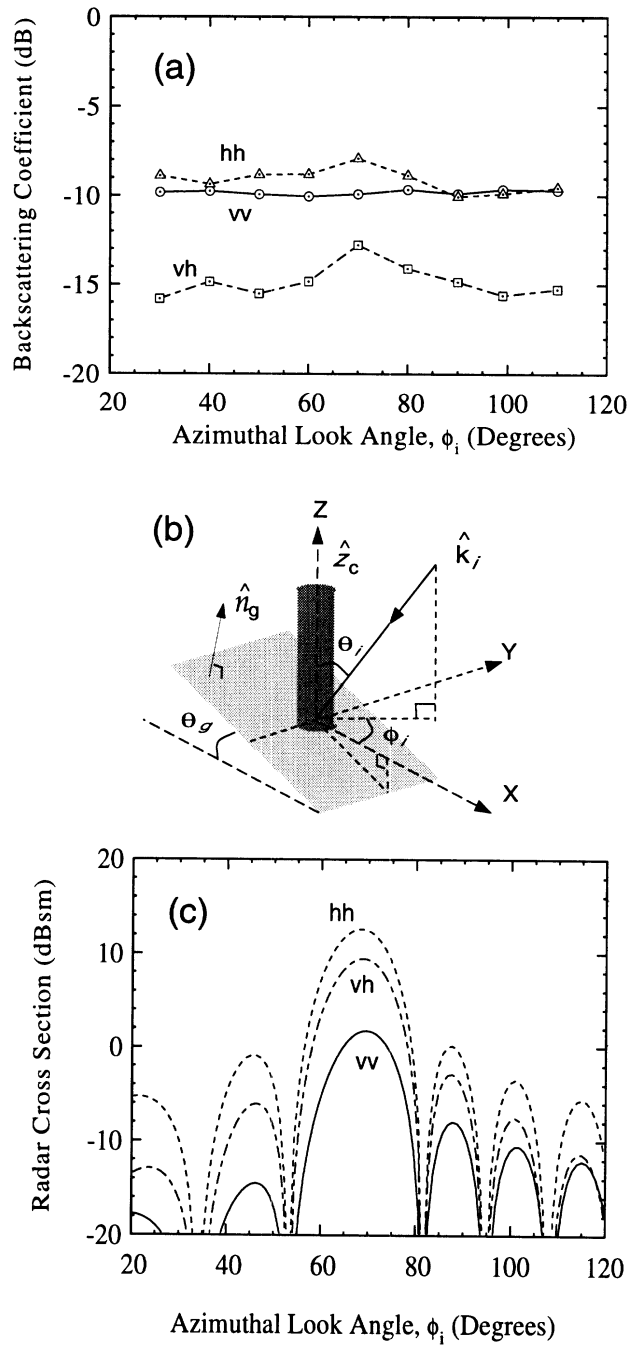 0
-5
-10
-15
-20
Backscattering Coefficient (dB)
(a)
hh
vv
vh
20 40 60 80 100 120
Azimuthal Look Angle, ϕi (Degrees)
(b)
Z
ẑc
k̂i
n̂g
Θi
Y
Θg
ϕi
X
20
10
0
-10
-20
Radar Cross Section (dBsm)
(c)
hh
vh
vv
20 40 60 80 100 120
Azimuthal Look Angle, ϕi (Degrees)